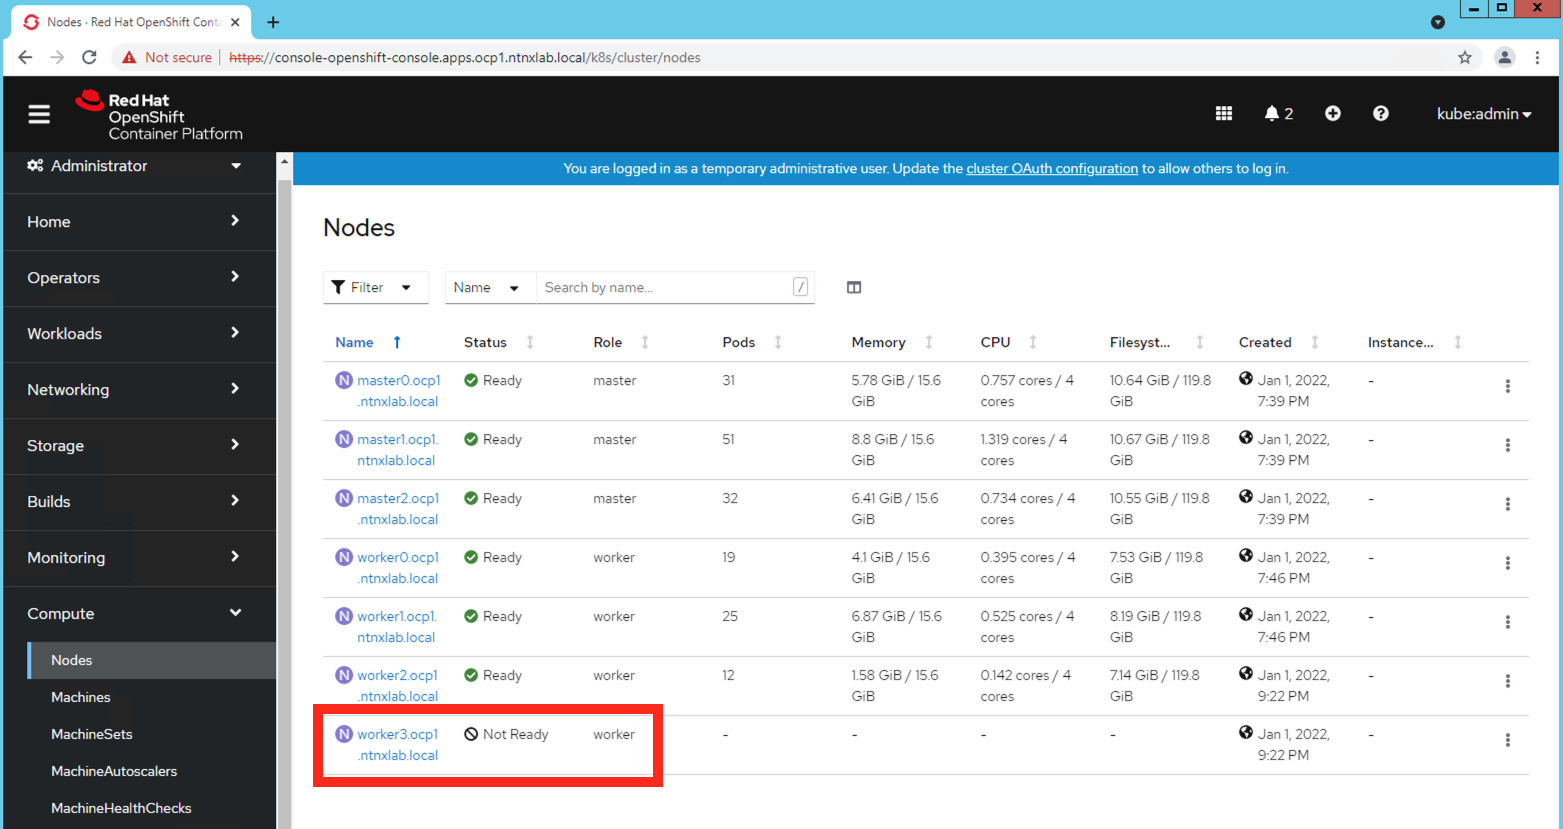 Nodes · Red Hat OpenShift Conta
Not secure https://console-openshift-console.apps.ocp1.ntnxlab.local/k8s/cluster/nodes
Red Hat
OpenShift
Container Platform
2
kube:admin
Administrator
Home
Operators
Workloads
Networking
Storage
Builds
Monitoring
Compute
Nodes
Machines
MachineSets
MachineAutoscalers
MachineHealthChecks
You are logged in as a temporary administrative user. Update the cluster OAuth configuration to allow others to log in.
Nodes
Filter Name Search by name... /
Name Status Role Pods Memory CPU Filesyst... Created Instance...
N master0.ocp1 Ready master 31 5.78 GiB / 15.6 0.757 cores / 4 10.64 GiB / 119.8 Jan 1, 2022, -
.ntnxlab.local GiB cores GiB 7:39 PM
N master1.ocp1. Ready master 51 8.8 GiB / 15.6 1.319 cores / 4 10.67 GiB / 119.8 Jan 1, 2022, -
ntnxlab.local GiB cores GiB 7:39 PM
N master2.ocp1 Ready master 32 6.41 GiB / 15.6 0.734 cores / 4 10.55 GiB / 119.8 Jan 1, 2022, -
.ntnxlab.local GiB cores GiB 7:39 PM
N worker0.ocp1 Ready worker 19 4.1 GiB / 15.6 0.395 cores / 4 7.53 GiB / 119.8 Jan 1, 2022, -
.ntnxlab.local GiB cores GiB 7:46 PM
N worker1.ocp1. Ready worker 25 6.87 GiB / 15.6 0.525 cores / 4 8.19 GiB / 119.8 Jan 1, 2022, -
ntnxlab.local GiB cores GiB 7:46 PM
N worker2.ocp1 Ready worker 12 1.58 GiB / 15.6 0.142 cores / 4 7.14 GiB / 119.8 Jan 1, 2022, -
.ntnxlab.local GiB cores GiB 9:22 PM
N worker3.ocp1 Not Ready worker - - - - Jan 1, 2022, -
.ntnxlab.local 9:22 PM